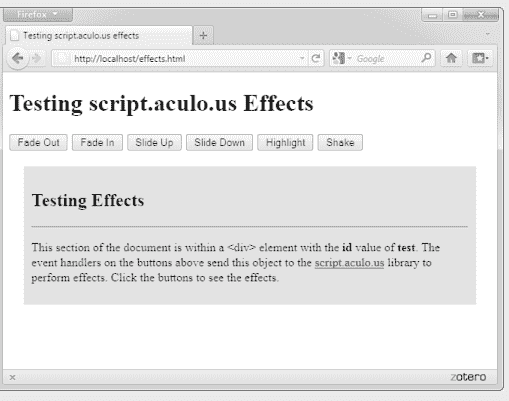 Firefox
Testing script.aculo.us effects
http://localhost/effects.html
Google
Testing script.aculo.us Effects
Fade Out Fade In Slide Up Slide Down Highlight Shake
Testing Effects
This section of the document is within a <div> element with the id value of test. The
event handlers on the buttons above send this object to the script.aculo.us library to
perform effects. Click the buttons to see the effects.
zotero